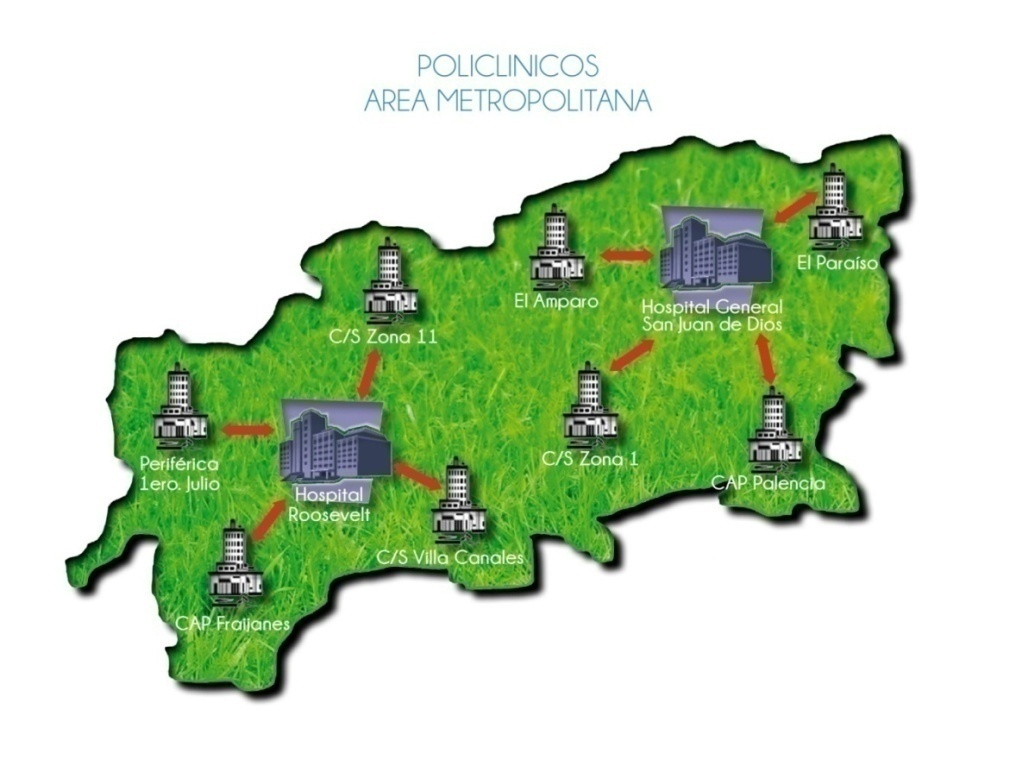 POLICLINICOS
AREA METROPOLITANA
El Paraíso
El Amparo
Hospital General
San Juan de Dios
C/S Zona 11
C/S Zona 1
Periférica
1ero. Julio
CAP Palencia
Hospital
Roosevelt
C/S Villa Canales
CAP Fraijanes